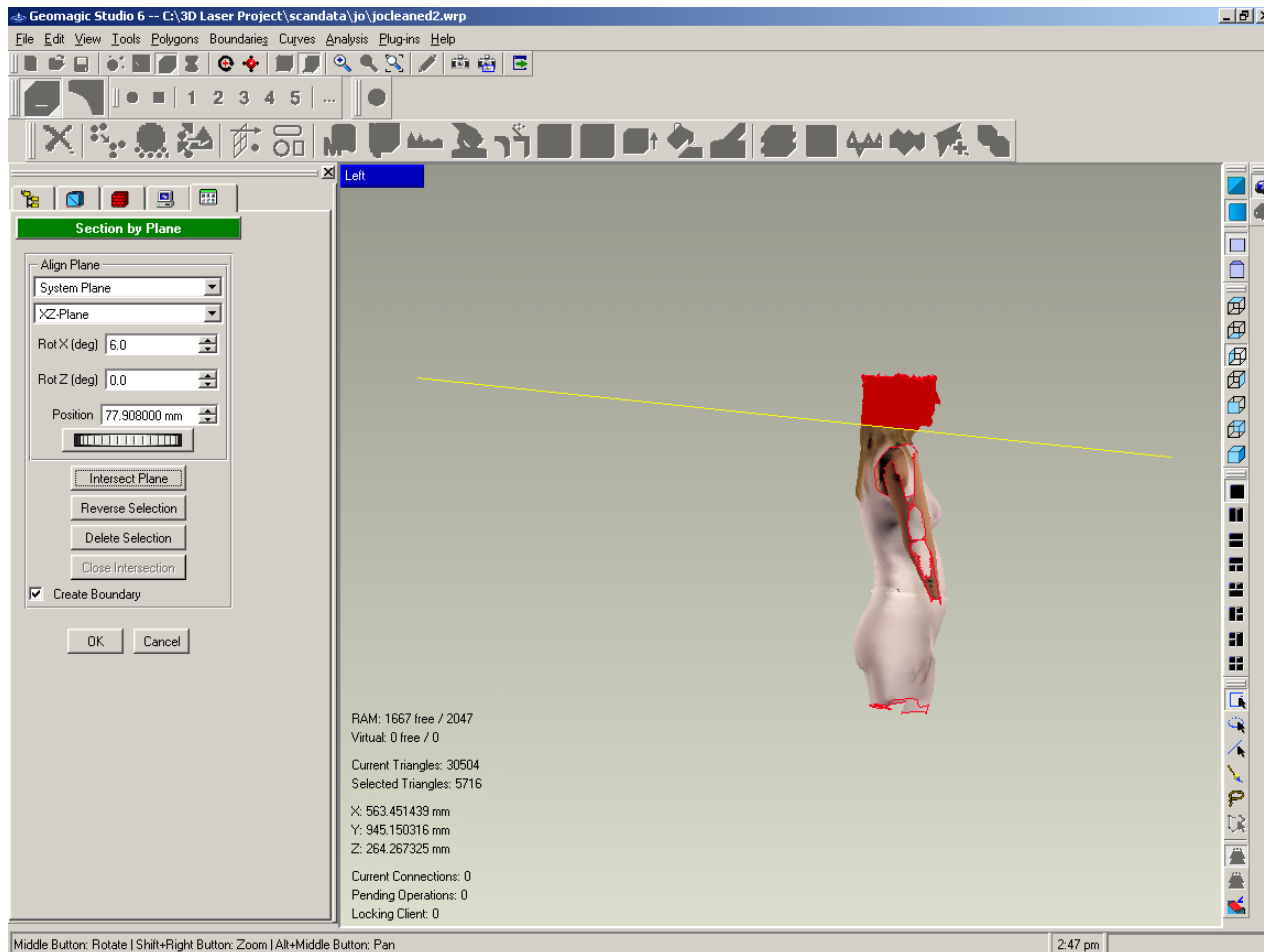 Geomagic Studio 6 -- C:\3D Laser Project\scandata\jo\jocleaned2.wrp
File Edit View Tools Polygons Boundaries Curves Analysis Plug-ins Help
1 2 3 4 5 ...
Left
Section by Plane
Align Plane
System Plane
XZ-Plane
Rot X (deg) 6.0
Rot Z (deg) 0.0
Position 77.908000 mm
Intersect Plane
Reverse Selection
Delete Selection
Close Intersection
Create Boundary
OK Cancel
RAM: 1667 free / 2047
Virtual: 0 free / 0
Current Triangles: 30504
Selected Triangles: 5716
X: 563.451439 mm
Y: 945.150316 mm
Z: 264.267325 mm
Current Connections: 0
Pending Operations: 0
Locking Client: 0
Middle Button: Rotate | Shift+Right Button: Zoom | Alt+Middle Button: Pan
2:47 pm